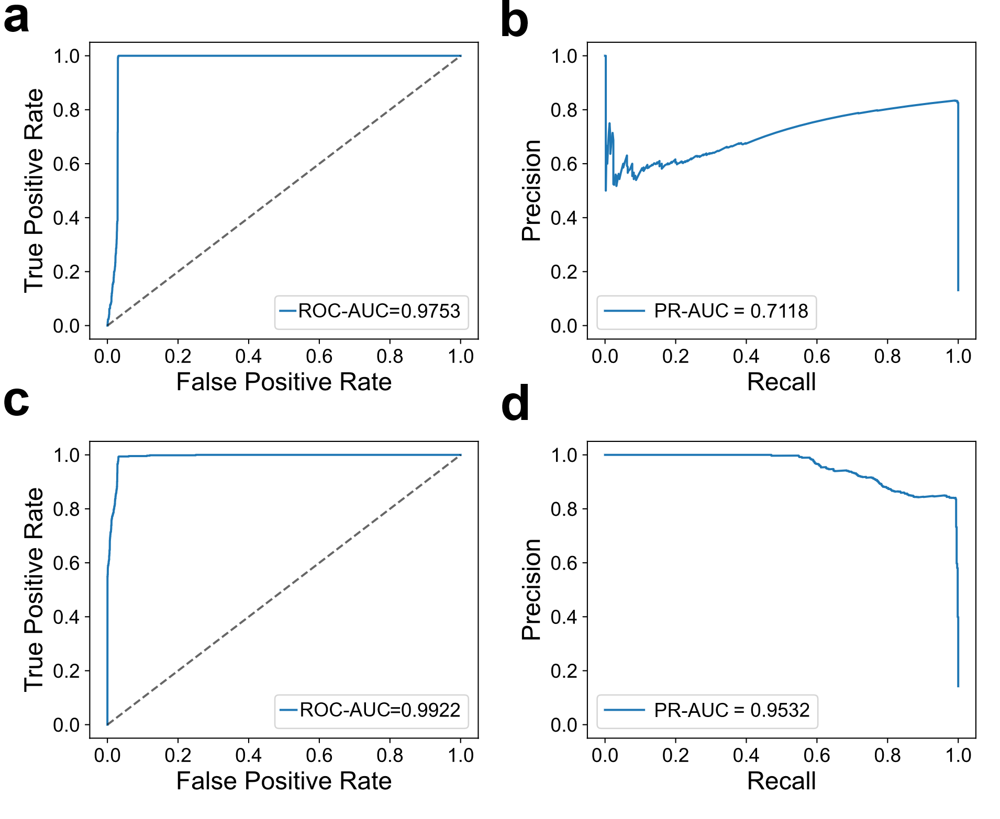 a
1.0
0.8
0.6
0.4
0.2
0.0
True Positive Rate
ROC-AUC=0.9753
0.0 0.2 0.4 0.6 0.8 1.0
False Positive Rate
b
1.0
0.8
0.6
0.4
0.2
0.0
Precision
PR-AUC = 0.7118
0.0 0.2 0.4 0.6 0.8 1.0
Recall
c
1.0
0.8
0.6
0.4
0.2
0.0
True Positive Rate
ROC-AUC=0.9922
0.0 0.2 0.4 0.6 0.8 1.0
False Positive Rate
d
1.0
0.8
0.6
0.4
0.2
0.0
Precision
PR-AUC = 0.9532
0.0 0.2 0.4 0.6 0.8 1.0
Recall